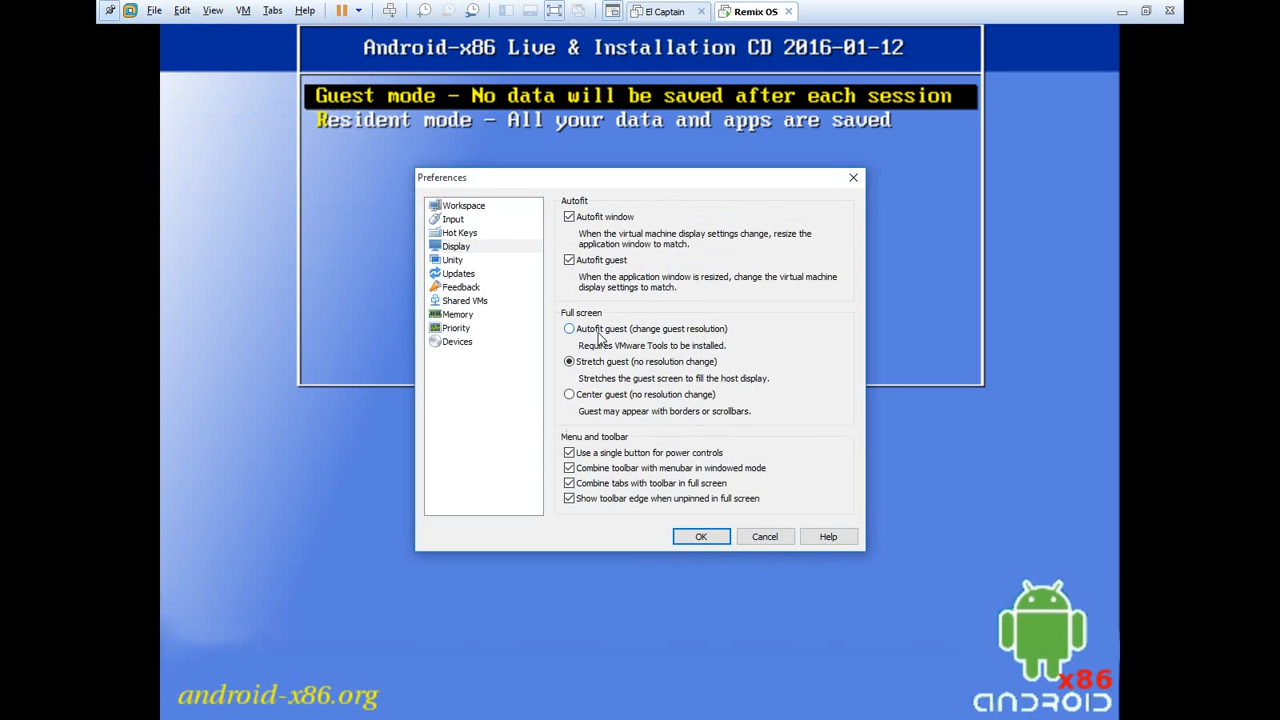 File Edit View VM Tabs Help El Captain Remix OS
Android-x86 Live & Installation CD 2016-01-12
Guest mode - No data will be saved after each session
Resident mode - All your data and apps are saved
Preferences
Workspace
Input
Hot Keys
Display
Unity
Updates
Feedback
Shared VMs
Memory
Priority
Devices
Autofit
Autofit window
When the virtual machine display settings change, resize the
application window to match.
Autofit guest
When the application window is resized, change the virtual machine
display settings to match.
Full screen
Autofit guest (change guest resolution)
Requires VMware Tools to be installed.
Stretch guest (no resolution change)
Stretches the guest screen to fill the host display.
Center guest (no resolution change)
Guest may appear with borders or scrollbars.
Menu and toolbar
Use a single button for power controls
Combine toolbar with menubar in windowed mode
Combine tabs with toolbar in full screen
Show toolbar edge when unpinned in full screen
OK Cancel Help
android-x86.org
x86
ANDROID